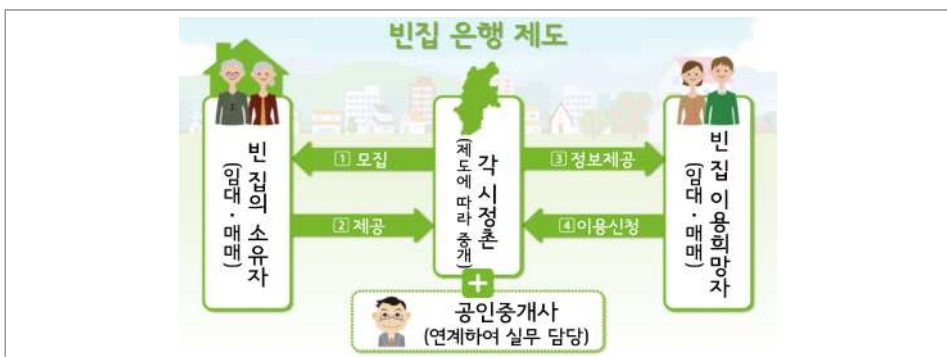 빈집 은행 제도
빈 집의 소유자
(임대·매매)
1 모집
2 제공
각 시정촌
(제도에 따라 중개)
3 정보제공
4 이용신청
빈 집 이용희망자
(임대·매매)
+
공인중개사
(연계하여 실무 담당)